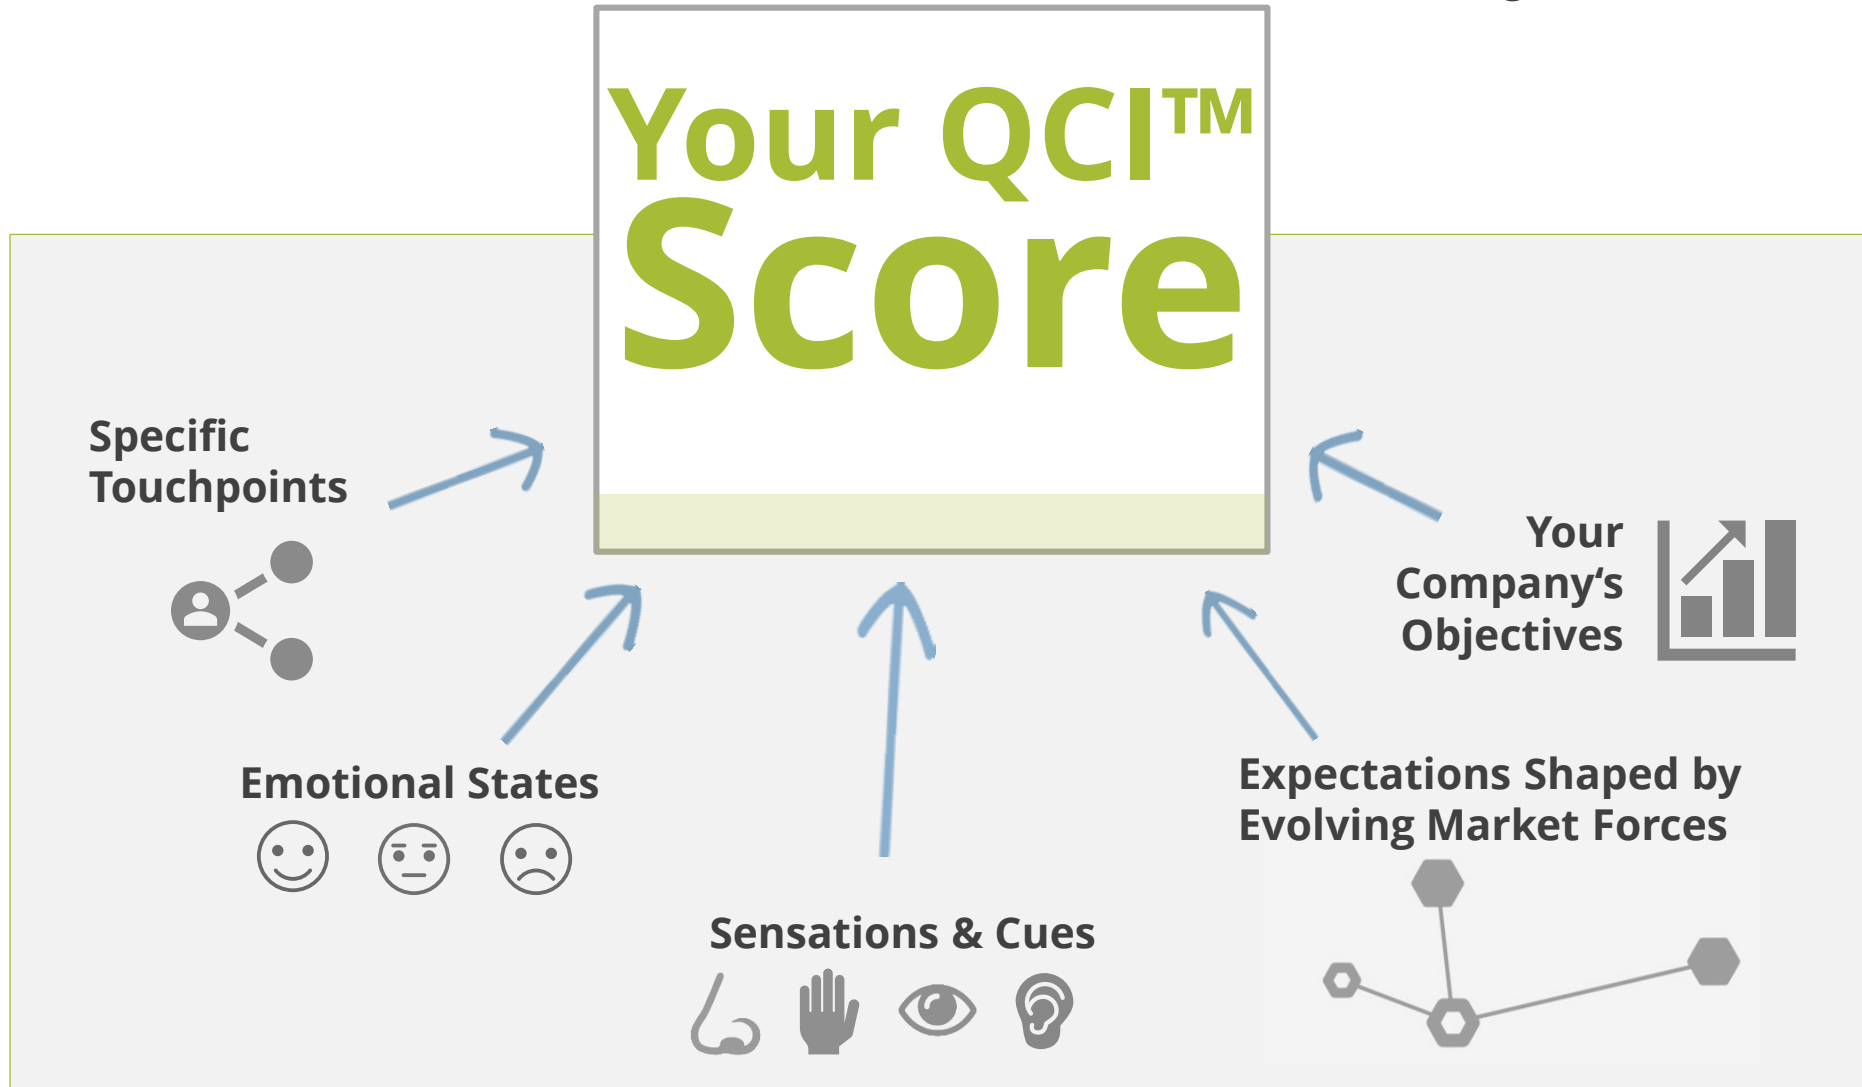 Your QCI™
Score
Specific
Touchpoints
Your
Company‘s
Objectives
Emotional States
Expectations Shaped by
Evolving Market Forces
Sensations & Cues